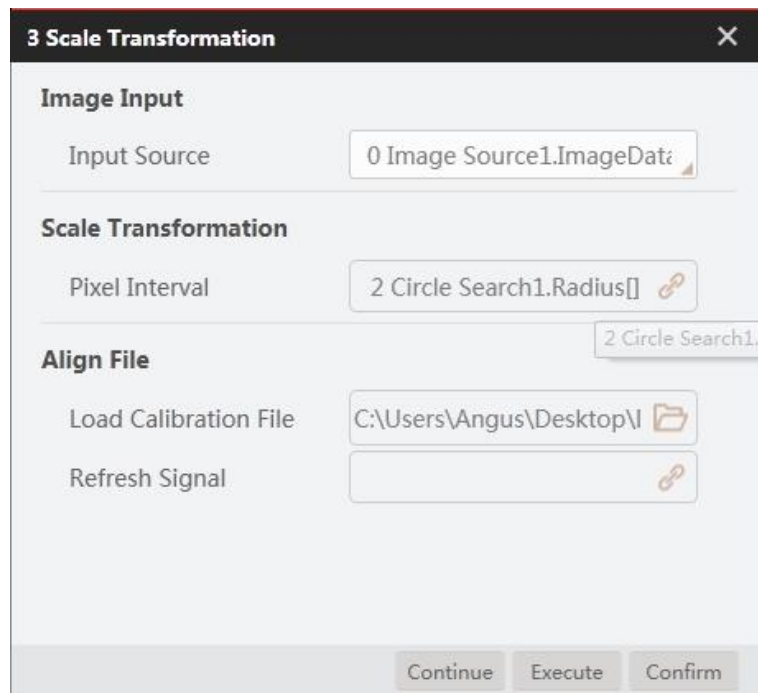 3 Scale Transformation
Image Input
Input Source 0 Image Source1.ImageData
Scale Transformation
Pixel Interval 2 Circle Search1.Radius[]
2 Circle Search1.
Align File
Load Calibration File C:\Users\Angus\Desktop\I
Refresh Signal
Continue Execute Confirm